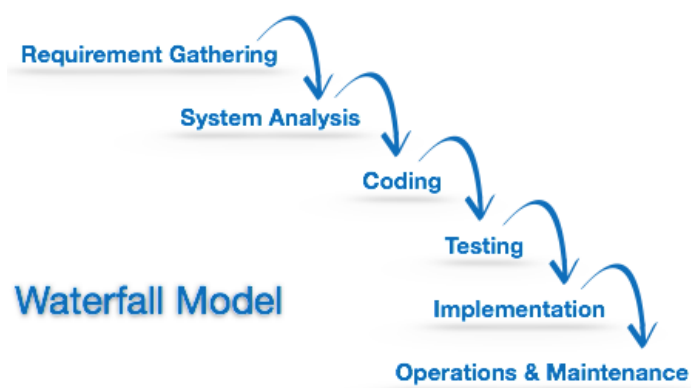 Requirement Gathering
System Analysis
Coding
Testing
Waterfall Model
Implementation
Operations & Maintenance